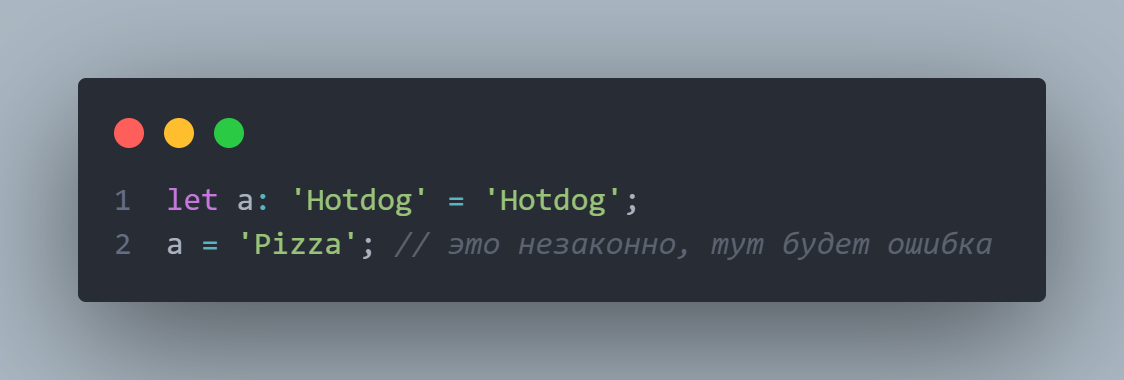 1 let a: 'Hotdog' = 'Hotdog';
2 a = 'Pizza'; // это незаконно, тут будет ошибка